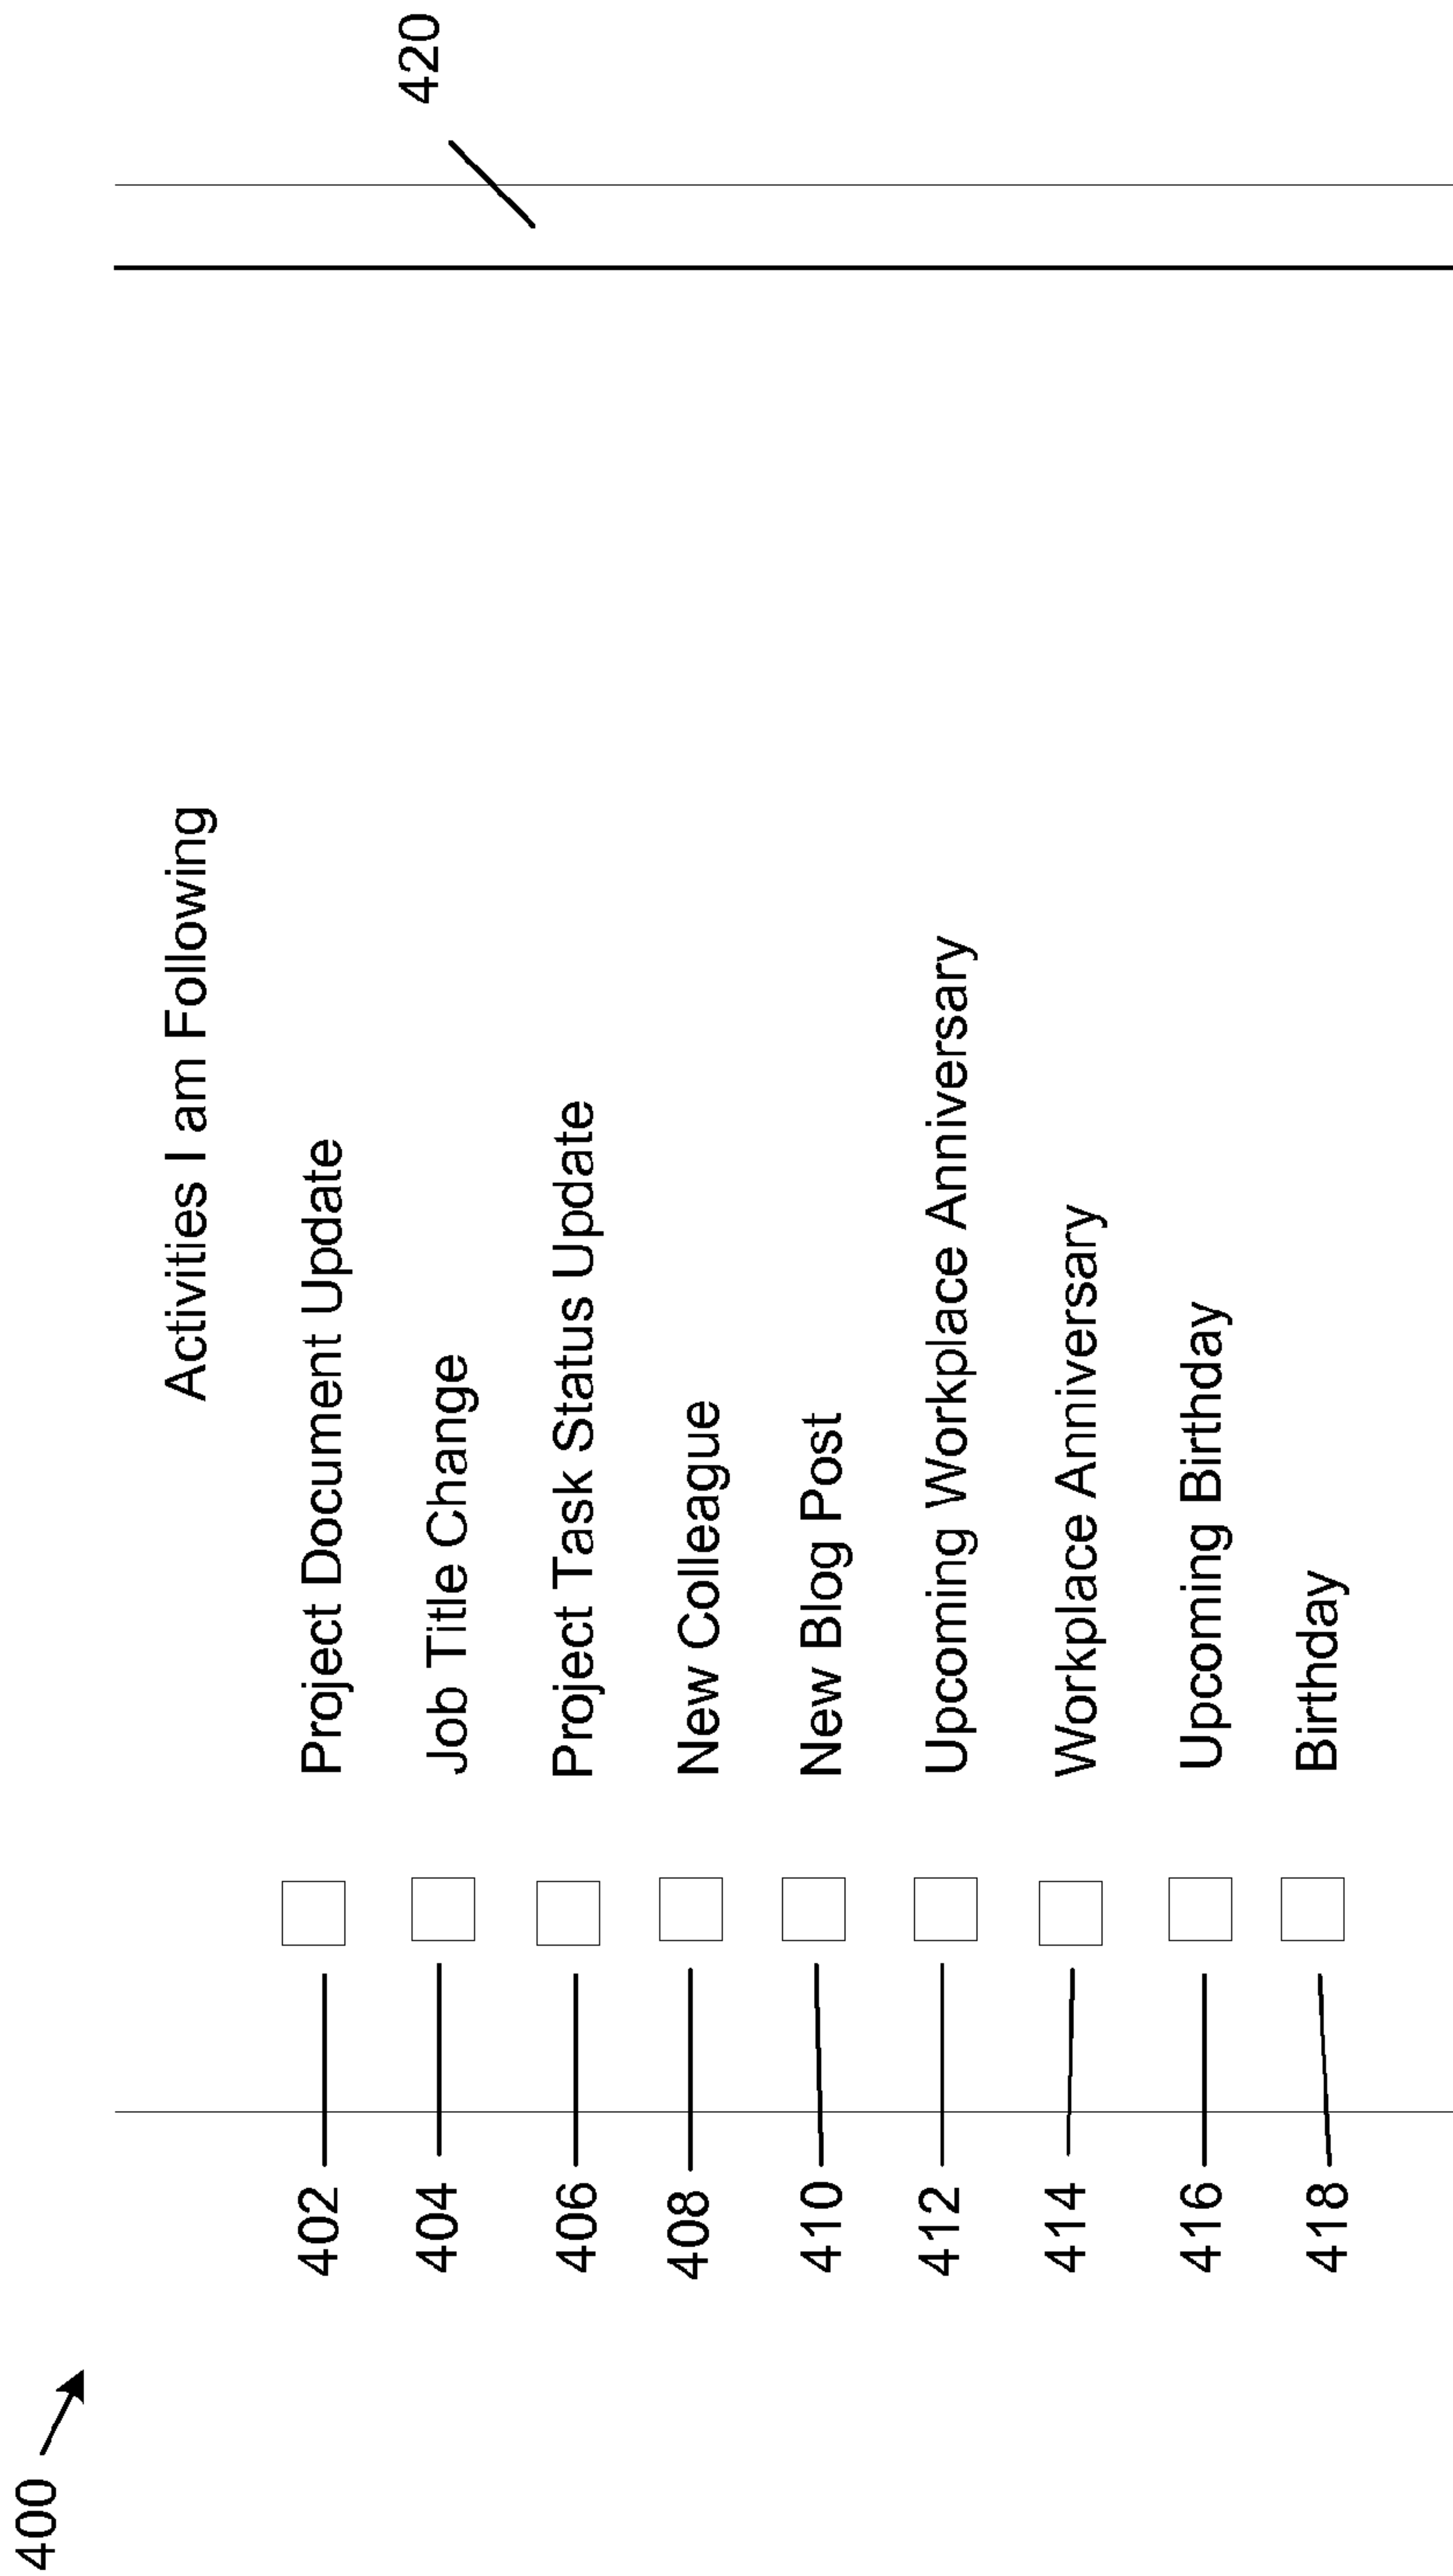 400
Activities I am Following
402 Project Document Update
420
404 Job Title Change
406 Project Task Status Update
408 New Colleague
410 New Blog Post
412 Upcoming Workplace Anniversary
414 Workplace Anniversary
416 Upcoming Birthday
418 Birthday